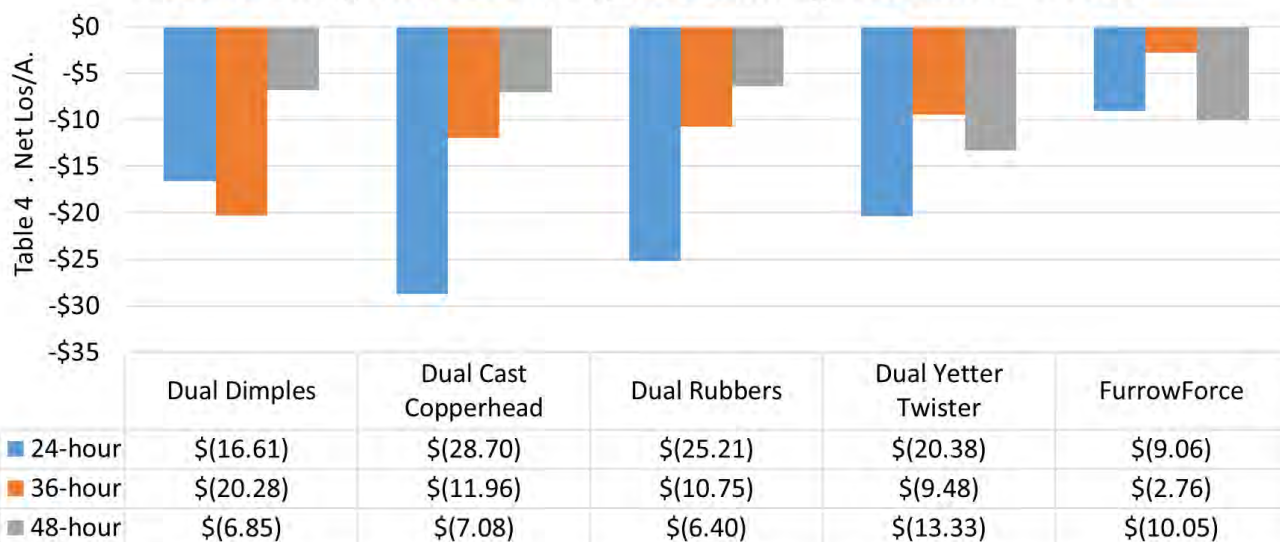 $0
-$5
-$10
-$15
-$20
-$25
-$30
-$35
Table 4 . Net Los/A.
Dual Dimples
Dual Cast
Copperhead
Dual Rubbers
Dual Yetter
Twister
FurrowForce
24-hour $(16.61) $(28.70) $(25.21) $(20.38) $(9.06)
36-hour $(20.28) $(11.96) $(10.75) $(9.48) $(2.76)
48-hour $(6.85) $(7.08) $(6.40) $(13.33) $(10.05)